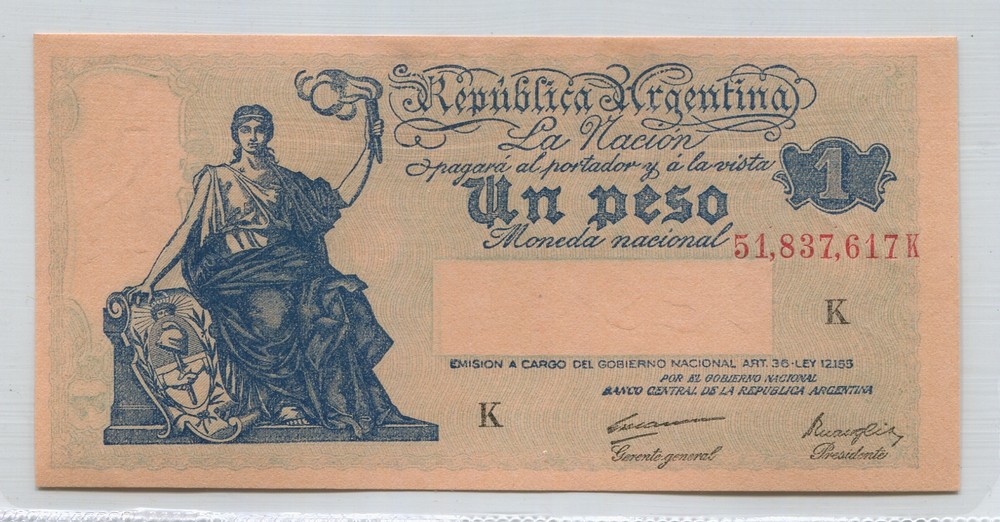 República Argentina
La Nación
pagará al portador y á la vista
1
Un peso
Moneda nacional
51,837,617 K
K
EMISION A CARGO DEL GOBIERNO NACIONAL ART. 36-LEY 12.155
POR EL GOBIERNO NACIONAL
BANCO CENTRAL DE LA REPUBLICA ARGENTINA
K
Gerente general
Presidente